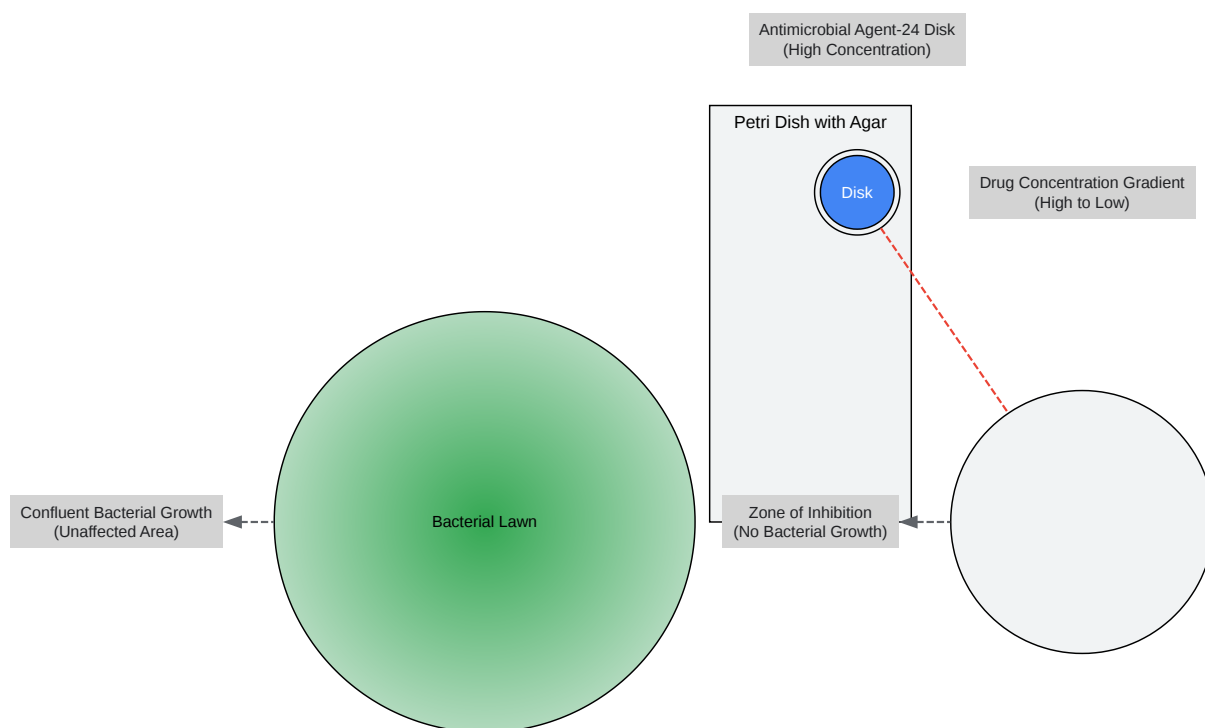 Antimicrobial Agent-24 Disk
(High Concentration)
Petri Dish with Agar
Disk
Drug Concentration Gradient
(High to Low)
Confluent Bacterial Growth
(Unaffected Area)
Bacterial Lawn
Zone of Inhibition
(No Bacterial Growth)